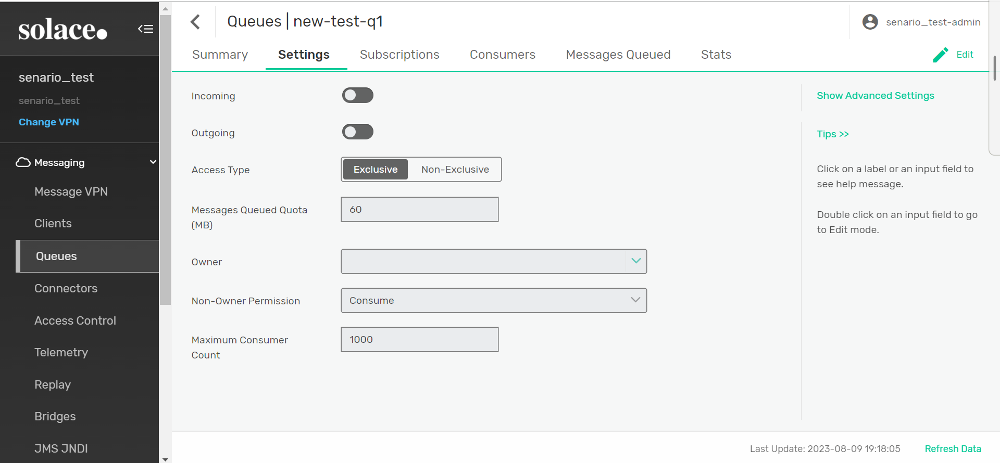 solace.
senario_test
senario_test
Change VPN
Messaging
Message VPN
Clients
Queues
Connectors
Access Control
Telemetry
Replay
Bridges
JMS JNDI
Queues | new-test-q1
senario_test-admin
Summary
Settings
Subscriptions
Consumers
Messages Queued
Stats
Edit
Incoming
Outgoing
Access Type
Exclusive
Non-Exclusive
Messages Queued Quota
(MB)
60
Owner
Non-Owner Permission
Consume
Maximum Consumer
Count
1000
Show Advanced Settings
Tips >>
Click on a label or an input field to
see help message.
Double click on an input field to go
to Edit mode.
Last Update: 2023-08-09 19:18:05
Refresh Data